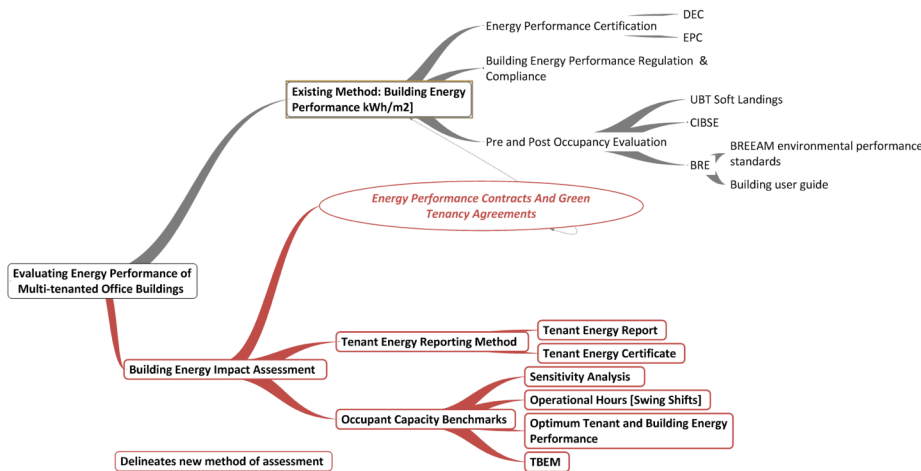 DEC
Energy Performance Certification
EPC
Building Energy Performance Regulation &
Compliance
Existing Method: Building Energy
Performance kWh/m2]
UBT Soft Landings
CIBSE
Pre and Post Occupancy Evaluation
BREEAM environmental performance
standards
BRE
Building user guide
Energy Performance Contracts And Green
Tenancy Agreements
Evaluating Energy Performance of
Multi-tenanted Office Buildings
Tenant Energy Report
Tenant Energy Reporting Method
Tenant Energy Certificate
Building Energy Impact Assessment
Sensitivity Analysis
Operational Hours [Swing Shifts]
Occupant Capacity Benchmarks
Optimum Tenant and Building Energy
Performance
TBEM
Delineates new method of assessment